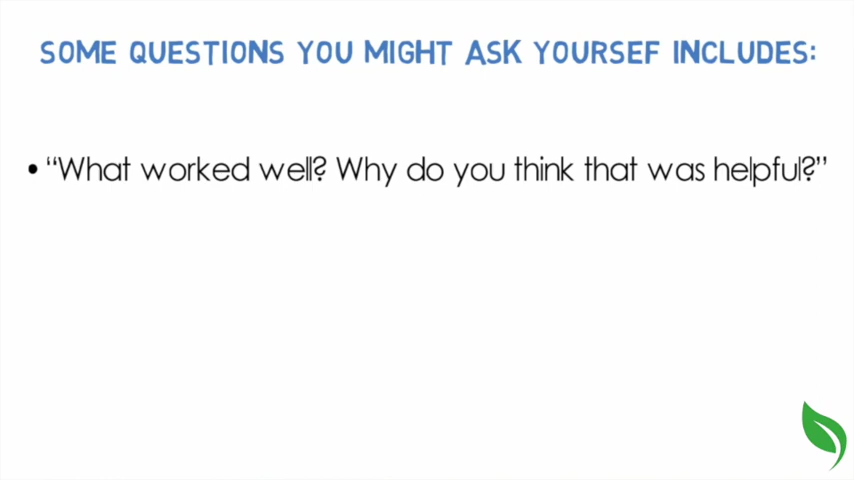 SOME QUESTIONS YOU MIGHT ASK YOURSEF INCLUDES:
• “What worked well? Why do you think that was helpful?”